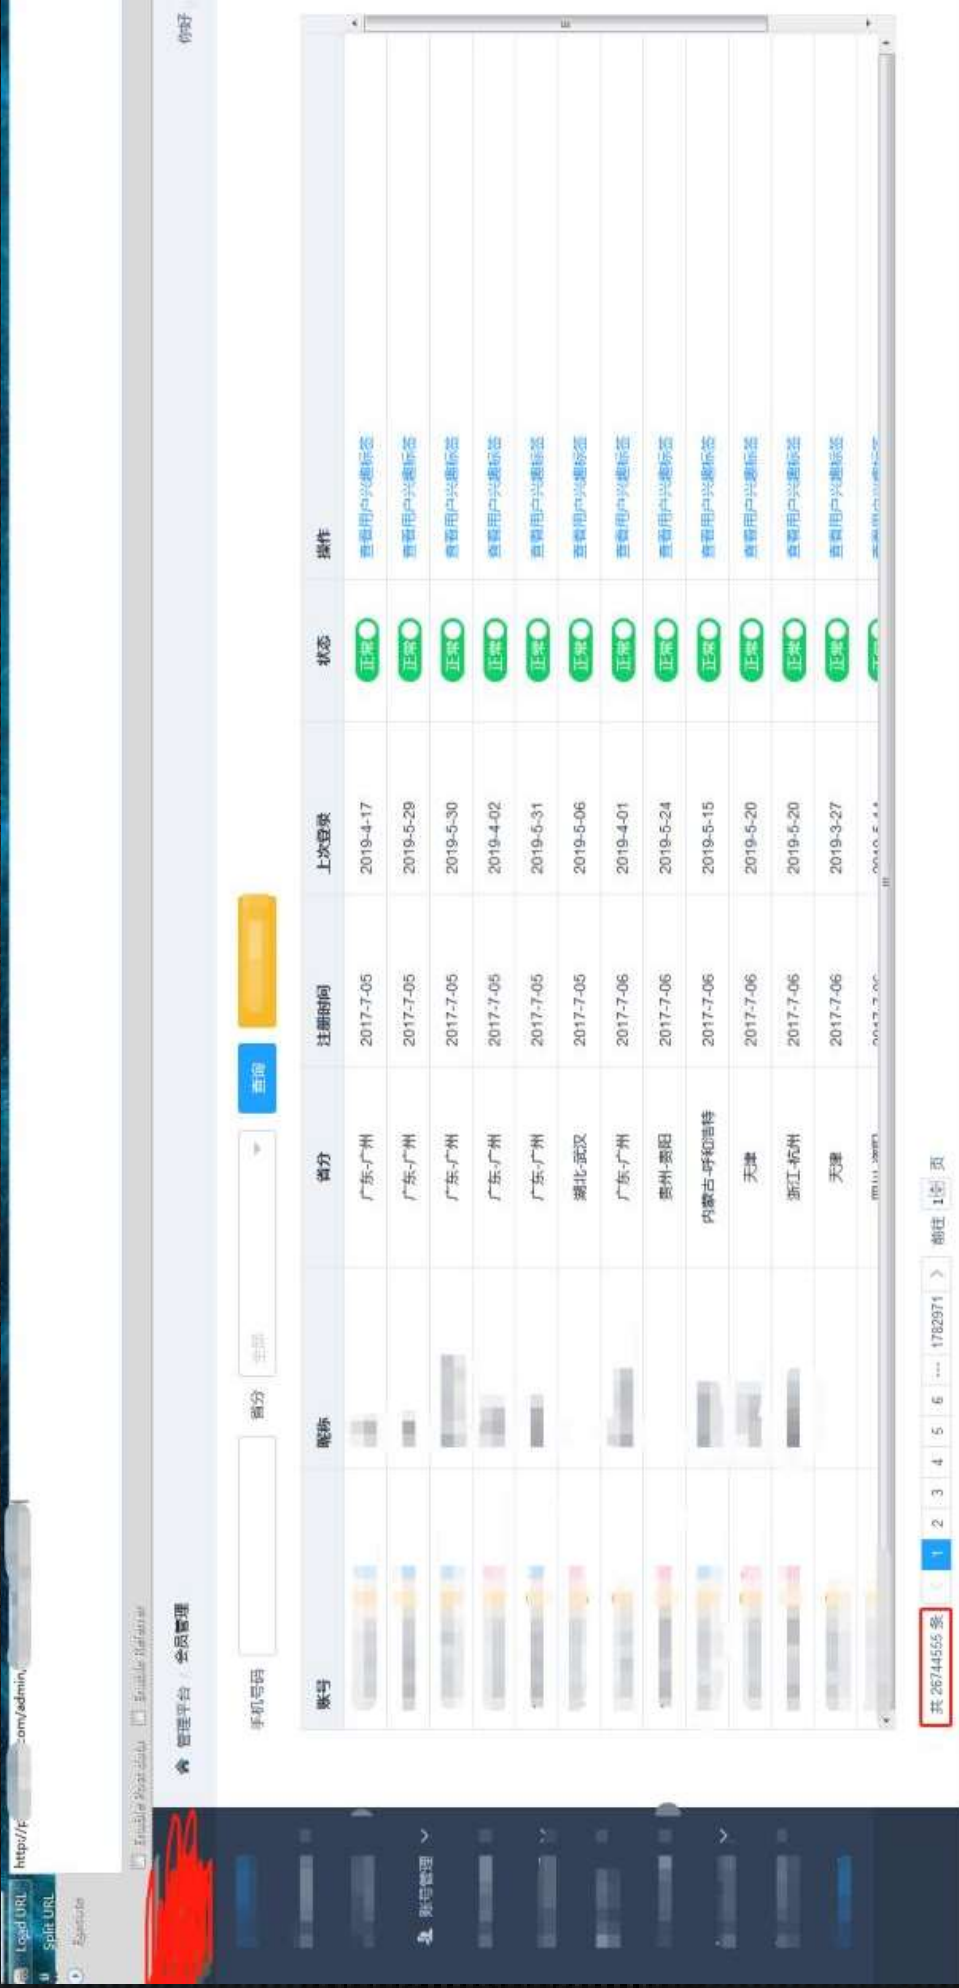 Load URL
http://F
.com/admin,
Split URL
Execute
Enable Post data
Enable Referrer
管理平台 / 会员管理
你好
账号管理
手机号码
省分
全部
查询
账号 昵称 省分 注册时间 上次登录 状态 操作
广东-广州 2017-7-05 2019-4-17 正常 查看用户兴趣标签
广东-广州 2017-7-05 2019-5-29 正常 查看用户兴趣标签
广东-广州 2017-7-05 2019-5-30 正常 查看用户兴趣标签
广东-广州 2017-7-05 2019-4-02 正常 查看用户兴趣标签
广东-广州 2017-7-05 2019-5-31 正常 查看用户兴趣标签
湖北-武汉 2017-7-05 2019-5-06 正常 查看用户兴趣标签
广东-广州 2017-7-06 2019-4-01 正常 查看用户兴趣标签
贵州-贵阳 2017-7-06 2019-5-24 正常 查看用户兴趣标签
内蒙古-呼和浩特 2017-7-06 2019-5-15 正常 查看用户兴趣标签
天津 2017-7-06 2019-5-20 正常 查看用户兴趣标签
浙江-杭州 2017-7-06 2019-5-20 正常 查看用户兴趣标签
天津 2017-7-06 2019-3-27 正常 查看用户兴趣标签
共 26744555 条 1 2 3 4 5 6 ... 1782971 前往 1 页